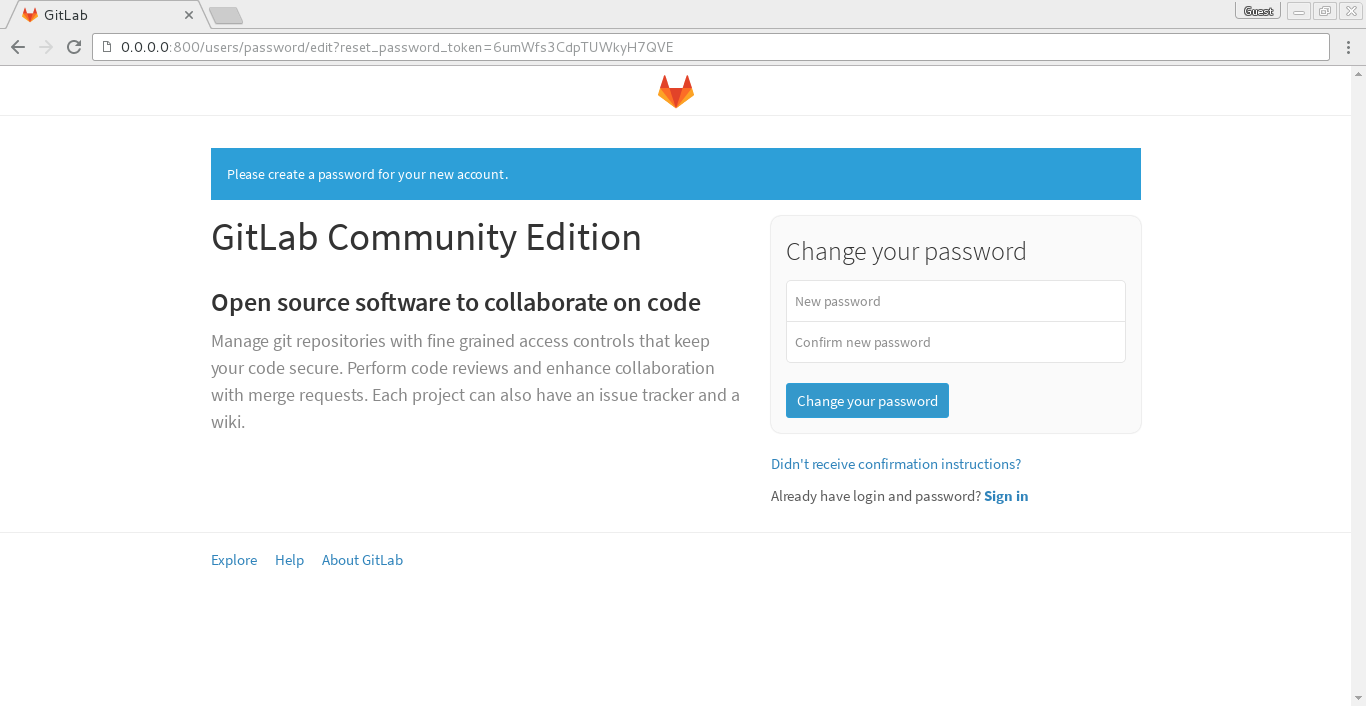 GitLab
Guest
0.0.0.0:800/users/password/edit?reset_password_token=6umWfs3CdpTUWkyH7QVE
Please create a password for your new account.
GitLab Community Edition
Open source software to collaborate on code
Manage git repositories with fine grained access controls that keep
your code secure. Perform code reviews and enhance collaboration
with merge requests. Each project can also have an issue tracker and a
wiki.
Change your password
New password
Confirm new password
Change your password
Didn't receive confirmation instructions?
Already have login and password? Sign in
Explore Help About GitLab